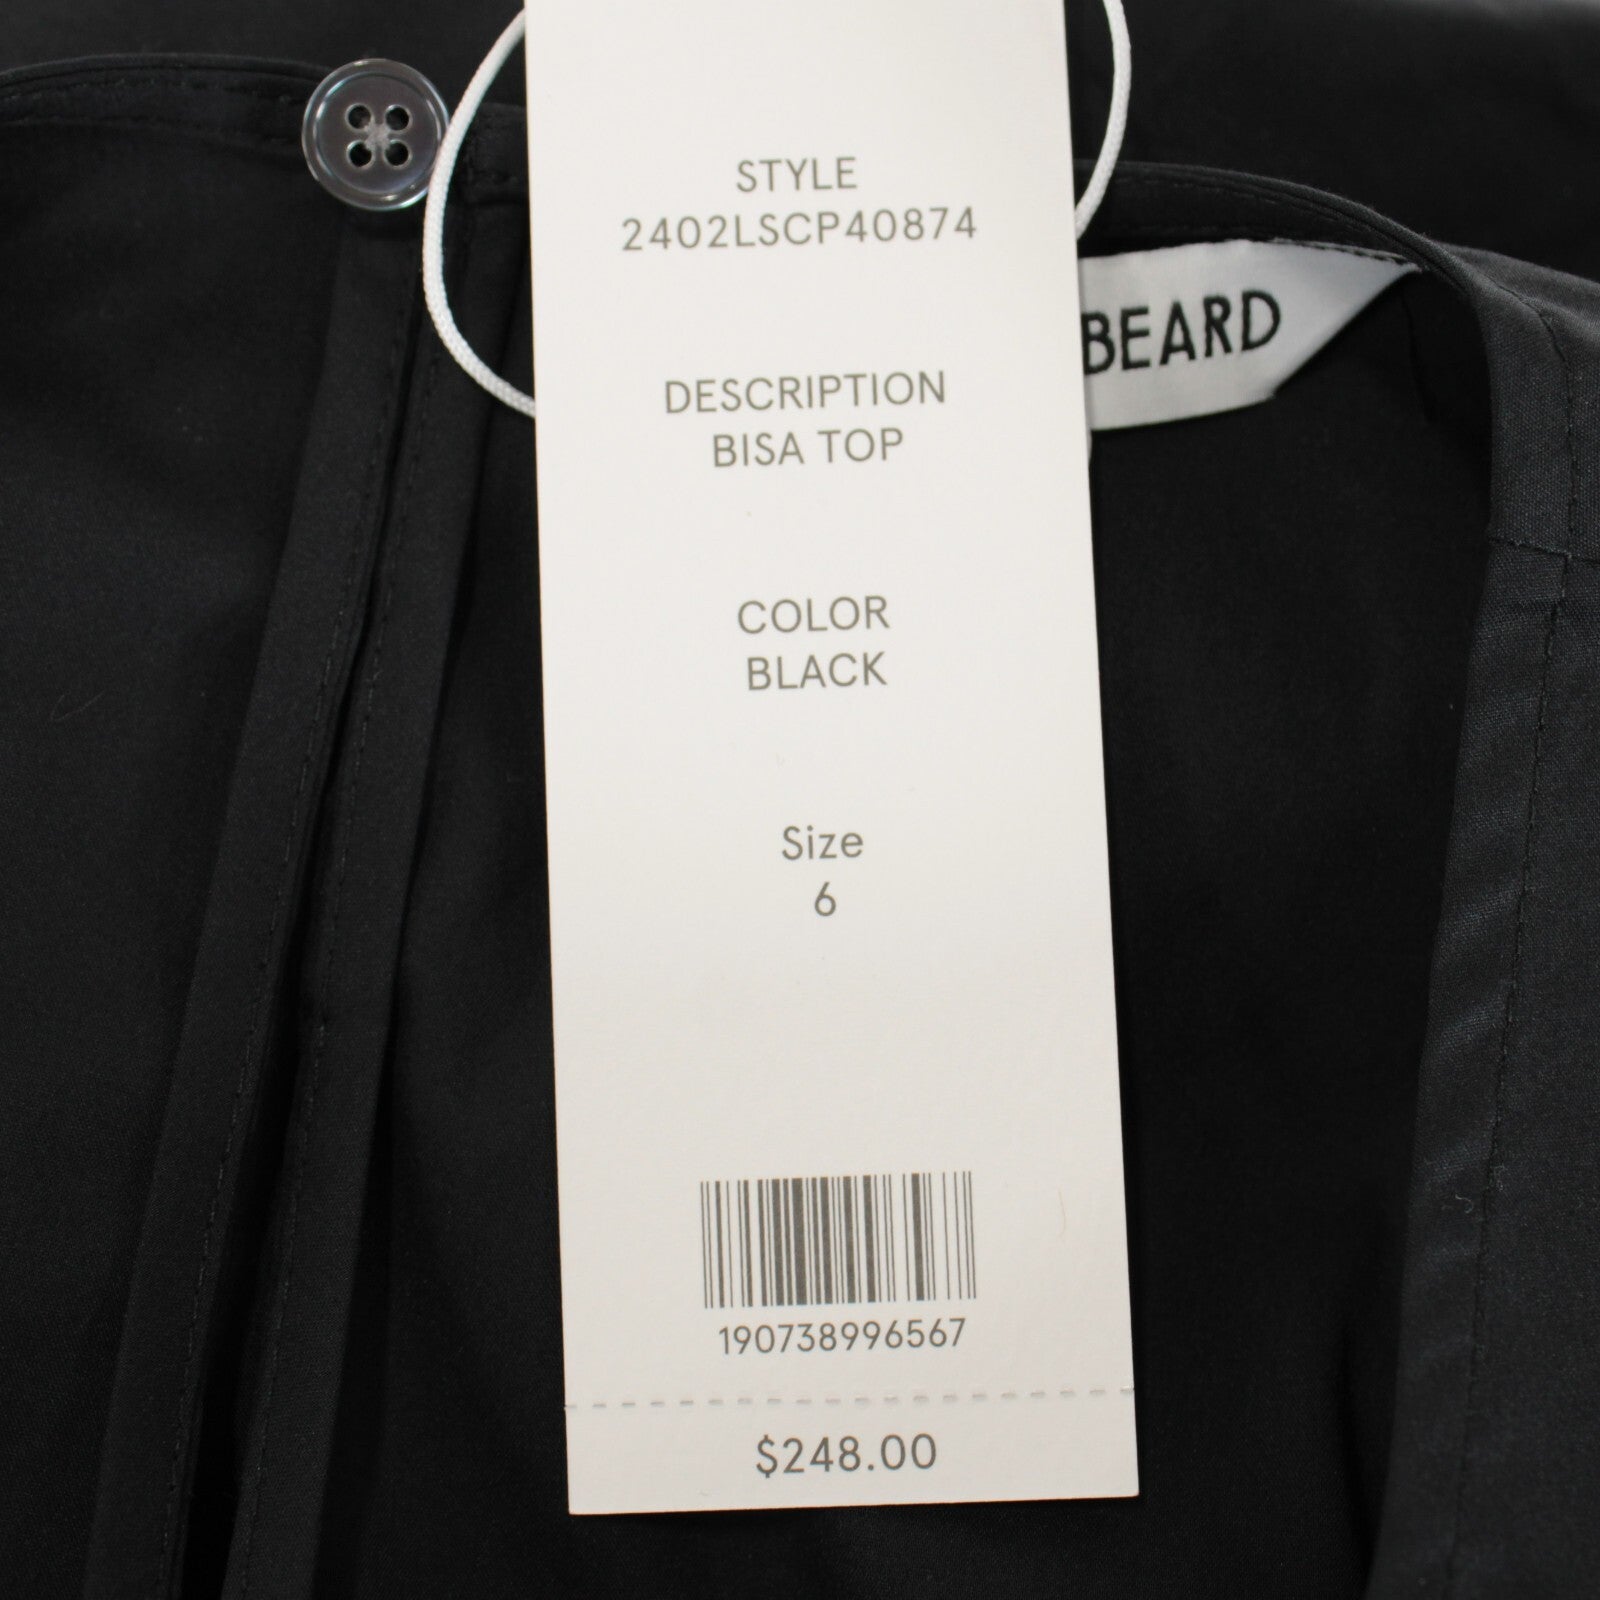 STYLE
2402LSCP40874
BEARD
DESCRIPTION
BISA TOP
COLOR
BLACK
Size
6
190738996567
$248.00